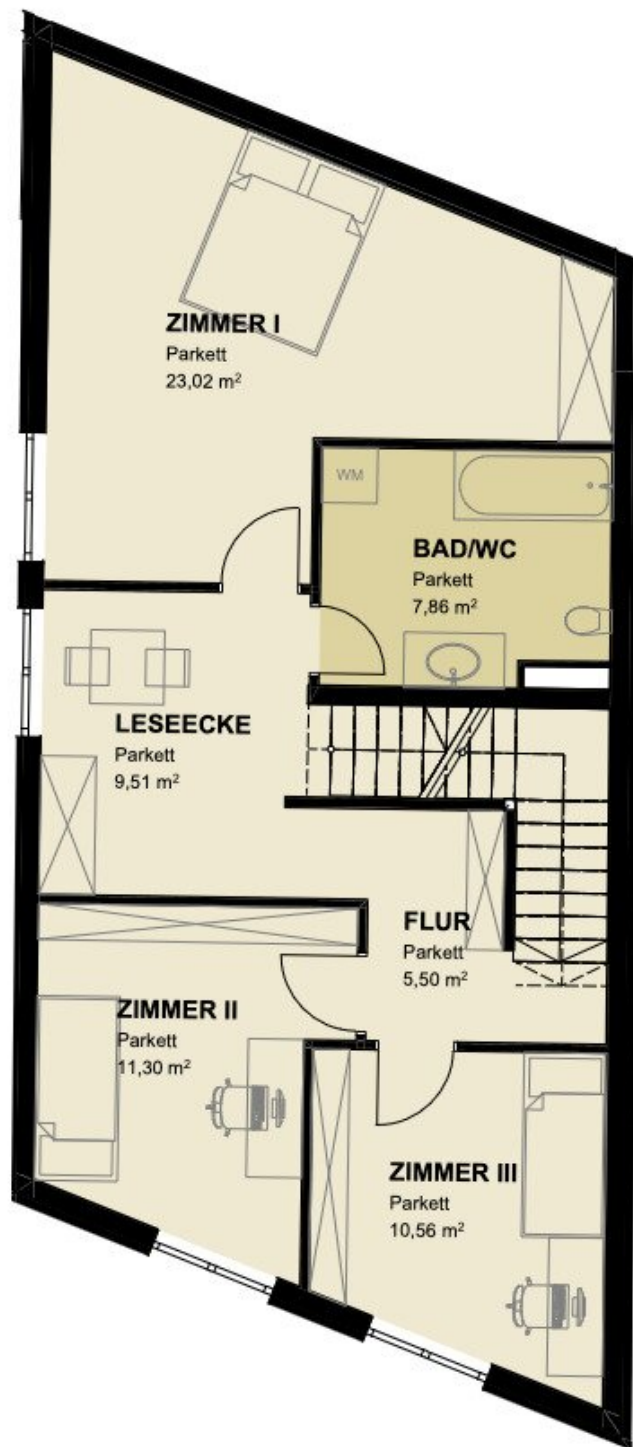 ZIMMER I
Parkett
23,02 m²
WM
BAD/WC
Parkett
7,86 m²
LESEECKE
Parkett
9,51 m²
FLUR
Parkett
5,50 m²
ZIMMER II
Parkett
11,30 m²
ZIMMER III
Parkett
10,56 m²